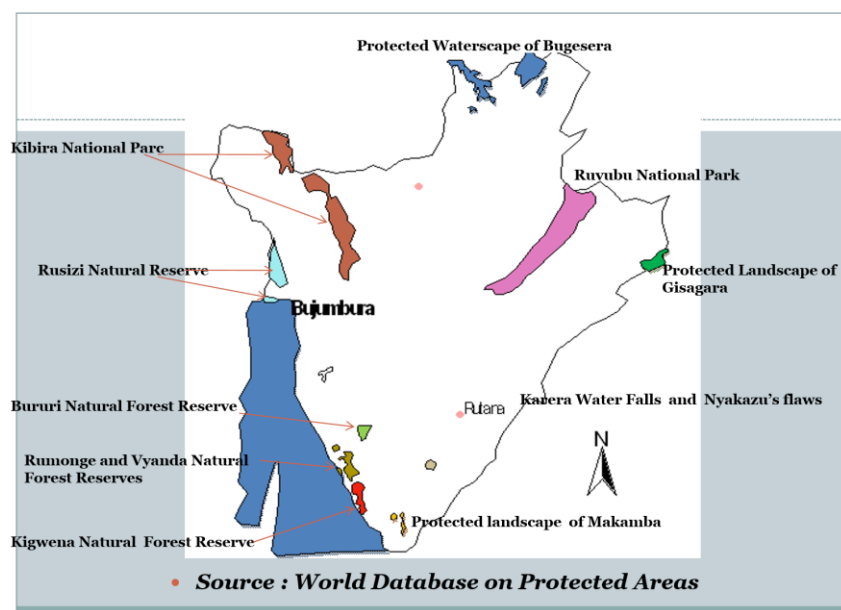 Protected Waterscape of Bugesera
Kibira National Parc
Ruvubu National Park
Rusizi Natural Reserve
Protected Landscape of
Gisagara
Bujumbura
Bururi Natural Forest Reserve
Rutana
Karera Water Falls and Nyakazu's flaws
N
Rumonge and Vyanda Natural
Forest Reserves
Protected landscape of Makamba
Kigwena Natural Forest Reserve
• Source : World Database on Protected Areas